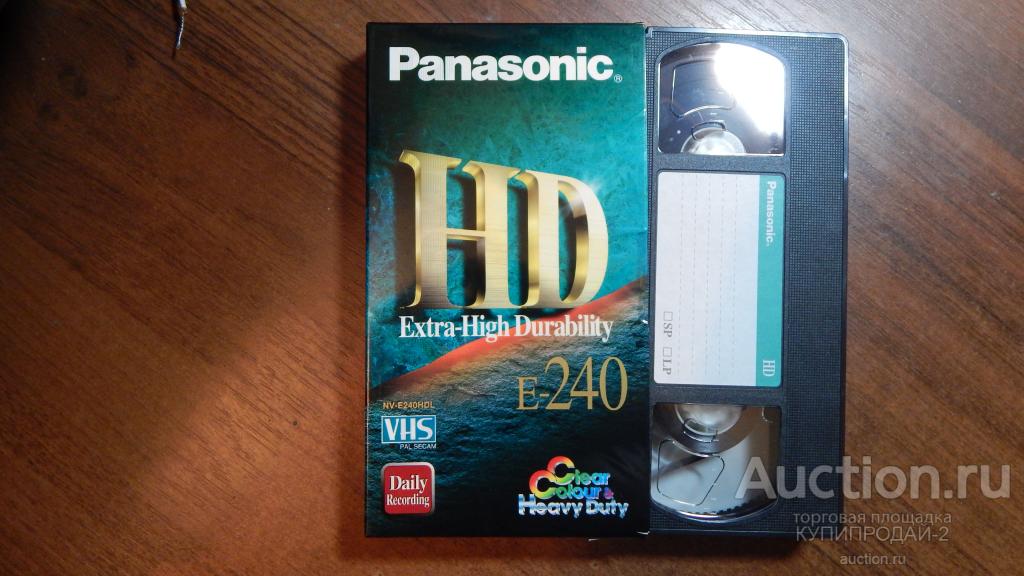 Panasonic®
HD
Extra-High Durability
E-240
NV-E240HDL
VHS
PAL SECAM
Daily
Recording
Clear
Colour &
Heavy Duty
Panasonic.
□SP □LP
HD
Auction.ru
торговая площадка
КУПИПРОДАЙ-2
auction.ru